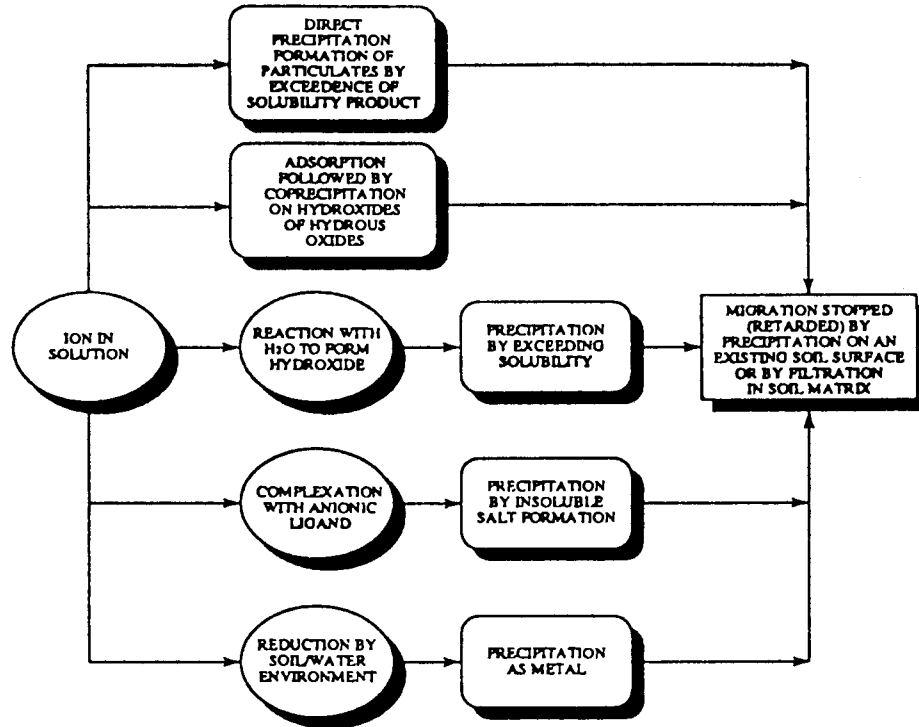 DIRECT
PRECIPITATION
FORMATION OF
PARTICULATES BY
EXCEEDENCE OF
SOLUBILITY PRODUCT
ADSORPTION
FOLLOWED BY
COPRECIPITATION
ON HYDROXIDES
OF HYDROUS
OXIDES
ION IN
SOLUTION
REACTION WITH
H₂O TO FORM
HYDROXIDE
PRECIPITATION
BY EXCEEDING
SOLUBILITY
MIGRATION STOPPED
(RETARDED) BY
PRECIPITATION ON AN
EXISTING SOIL SURFACE
OR BY FILTRATION
IN SOIL MATRIX
COMPLEXATION
WITH ANIONIC
LIGAND
PRECIPITATION
BY INSOLUBLE
SALT FORMATION
REDUCTION BY
SOIL/WATER
ENVIRONMENT
PRECIPITATION
AS METAL